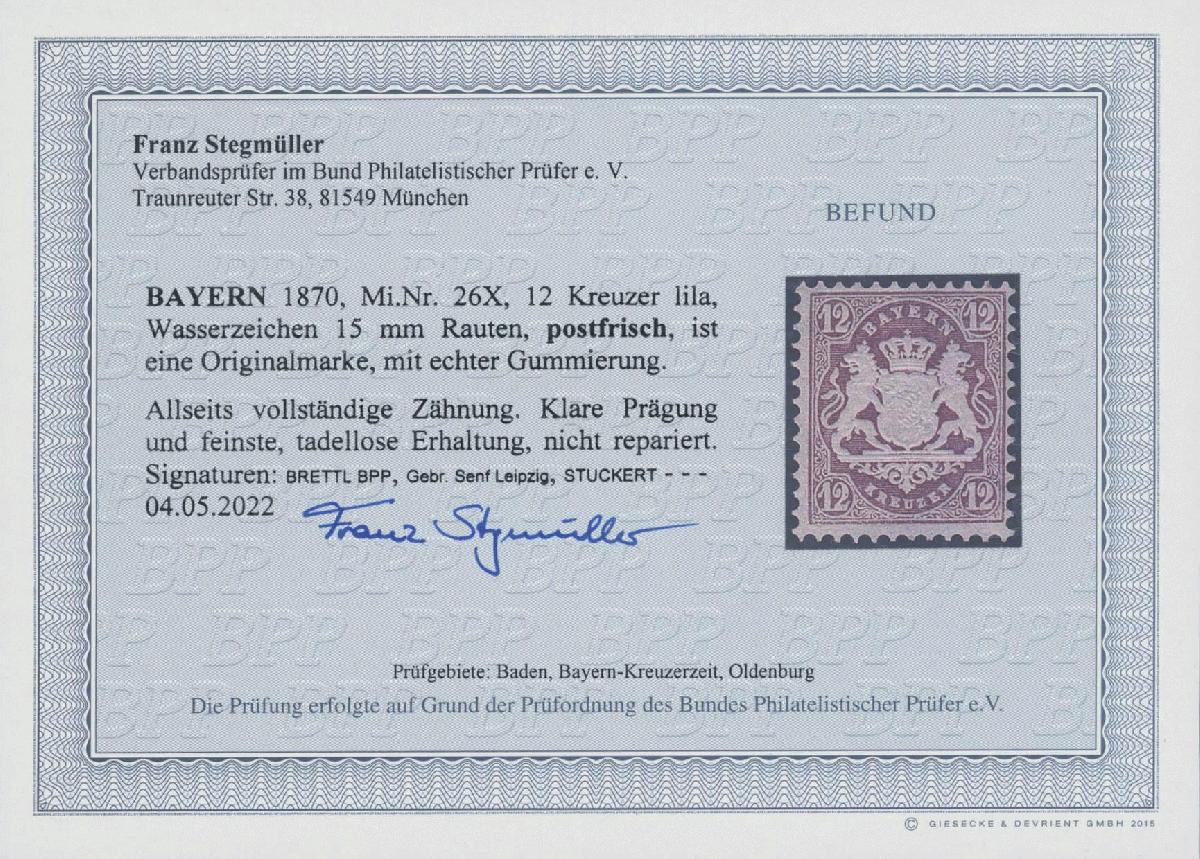 Franz Stegmüller
Verbandsprüfer im Bund Philatelistischer Prüfer e. V.
Traunreuter Str. 38, 81549 München
BEFUND
BAYERN 1870, Mi.Nr. 26X, 12 Kreuzer lila,
Wasserzeichen 15 mm Rauten, postfrisch, ist
eine Originalmarke, mit echter Gummierung.
Allseits vollständige Zähnung. Klare Prägung
und feinste, tadellose Erhaltung, nicht repariert.
Signaturen: BRETTL BPP, Gebr. Senf Leipzig, STUCKERT - - -
04.05.2022
Franz Stegmüller
12 BAYERN 12
12 KREUZER 12
Prüfgebiete: Baden, Bayern-Kreuzerzeit, Oldenburg
Die Prüfung erfolgte auf Grund der Prüfordnung des Bundes Philatelistischer Prüfer e.V.
© GIESECKE & DEVRIENT GMBH 2015